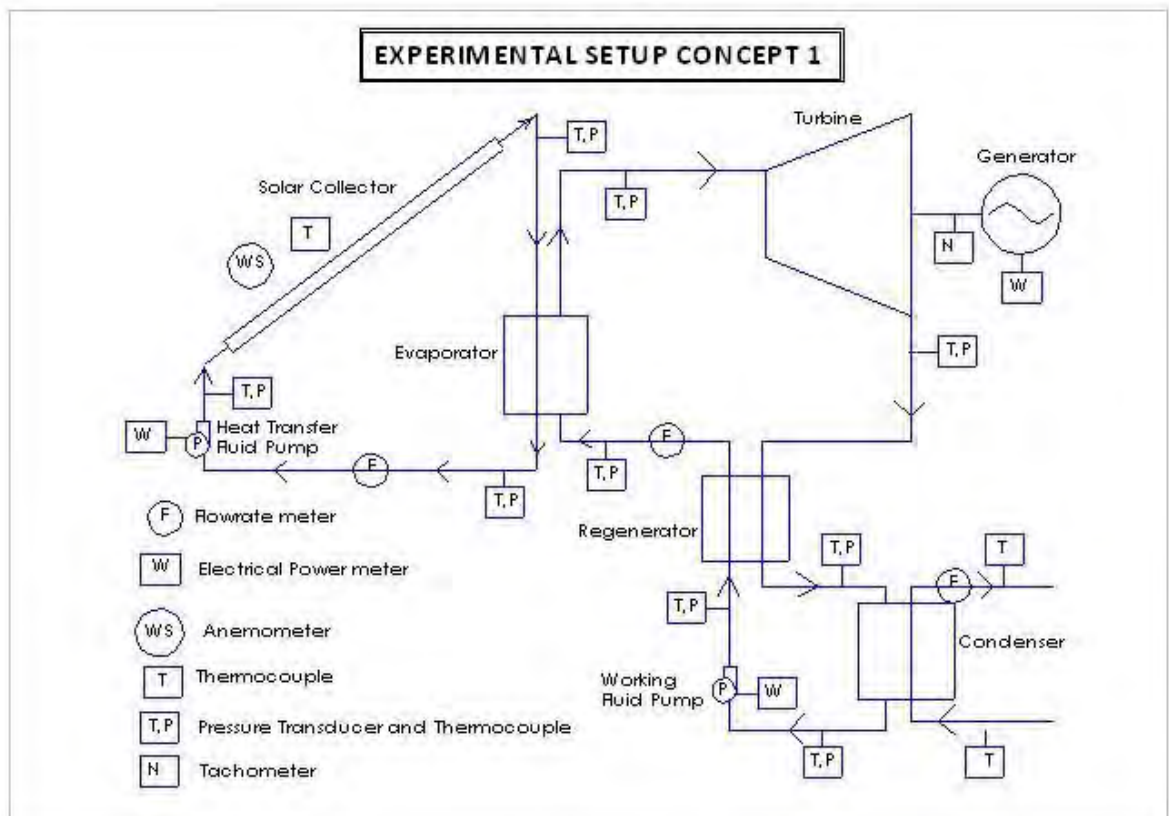 EXPERIMENTAL SETUP CONCEPT 1
Turbine
T, P
Generator
Solar Collector
T, P
T
N
WS
W
Evaporator
T, P
T, P
Heat Transfer
Fluid Pump
W
P
F
F
T, P
T, P
F
Flowrate meter
Regenerator
T, P
T
W
Electrical Power meter
F
T, P
WS
Anemometer
Condenser
T
Thermocouple
Working
Fluid Pump
P
W
T, P
Pressure Transducer and Thermocouple
T, P
T
N
Tachometer